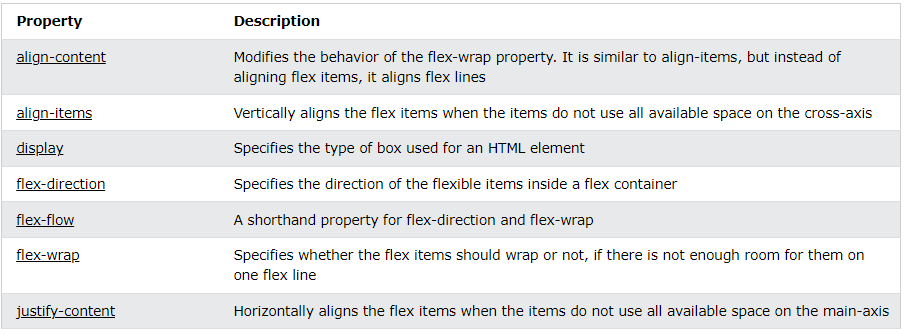 Property Description
align-content Modifies the behavior of the flex-wrap property. It is similar to align-items, but instead of
aligning flex items, it aligns flex lines
align-items Vertically aligns the flex items when the items do not use all available space on the cross-axis
display Specifies the type of box used for an HTML element
flex-direction Specifies the direction of the flexible items inside a flex container
flex-flow A shorthand property for flex-direction and flex-wrap
flex-wrap Specifies whether the flex items should wrap or not, if there is not enough room for them on
one flex line
justify-content Horizontally aligns the flex items when the items do not use all available space on the main-axis